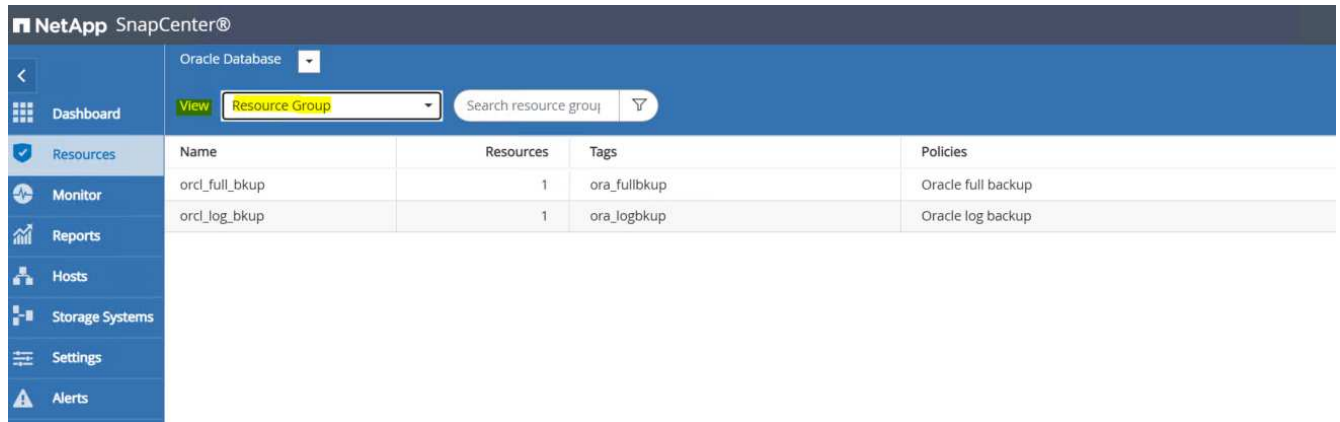 NetApp SnapCenter®
Oracle Database
View Resource Group Search resource grou
Dashboard
Resources
Monitor
Reports
Hosts
Storage Systems
Settings
Alerts
Name Resources Tags Policies
orcl_full_bkup 1 ora_fullbkup Oracle full backup
orcl_log_bkup 1 ora_logbkup Oracle log backup